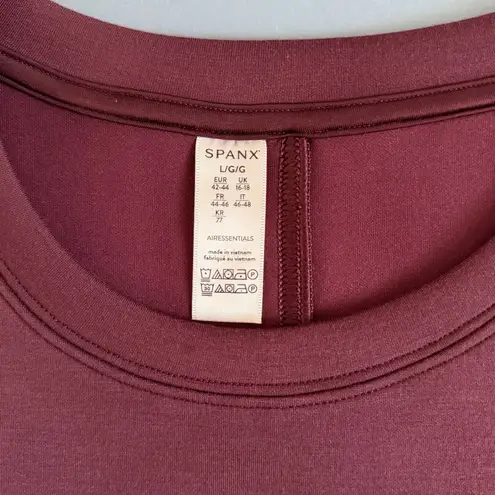 SPANX
L/G/G
EUR UK
42-44 16-18
FR IT
44-46 46-48
KR
77
AIRESSENTIALS
made in vietnam
fabriqué au vietnam